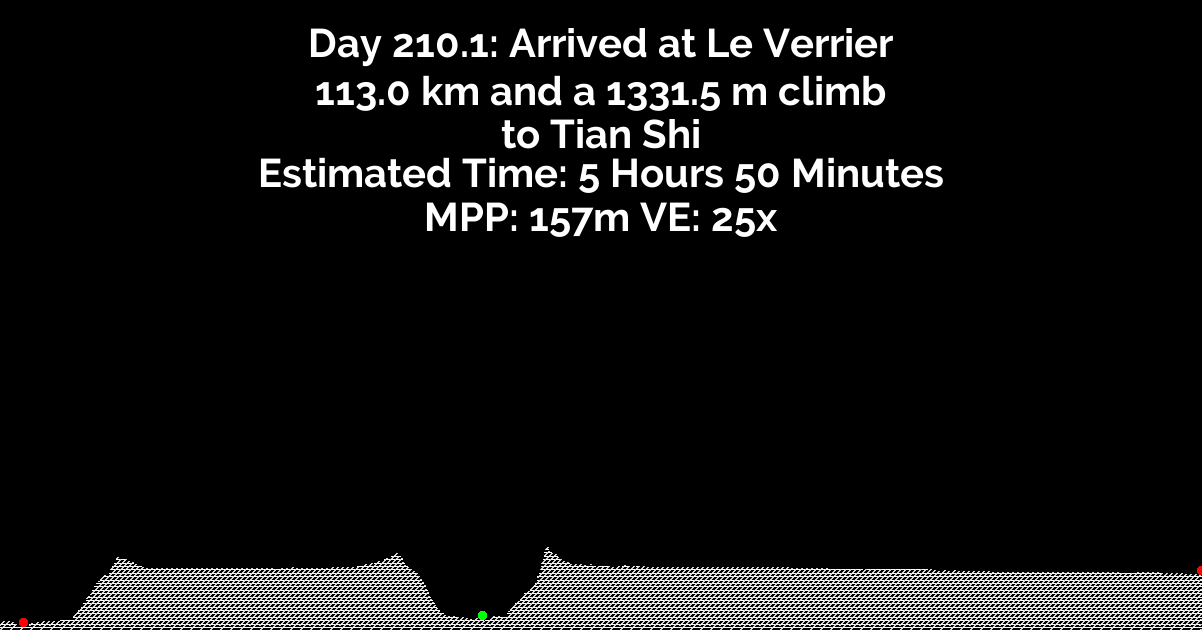 Day 210.1: Arrived at Le Verrier
113.0 km and a 1331.5 m climb
to Tian Shi
Estimated Time: 5 Hours 50 Minutes
MPP: 157m VE: 25x